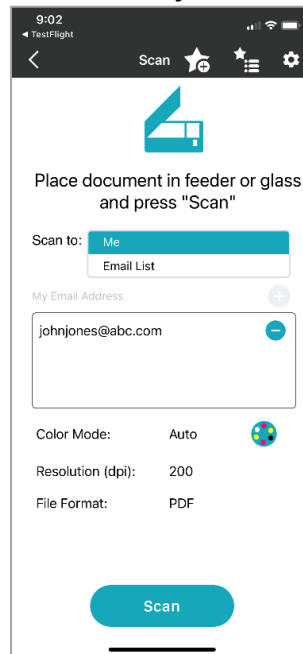 9:02
◀ TestFlight
Scan
Place document in feeder or glass
and press "Scan"
Scan to: Me
Email List
My Email Address
johnjones@abc.com
Color Mode: Auto
Resolution (dpi): 200
File Format: PDF
Scan